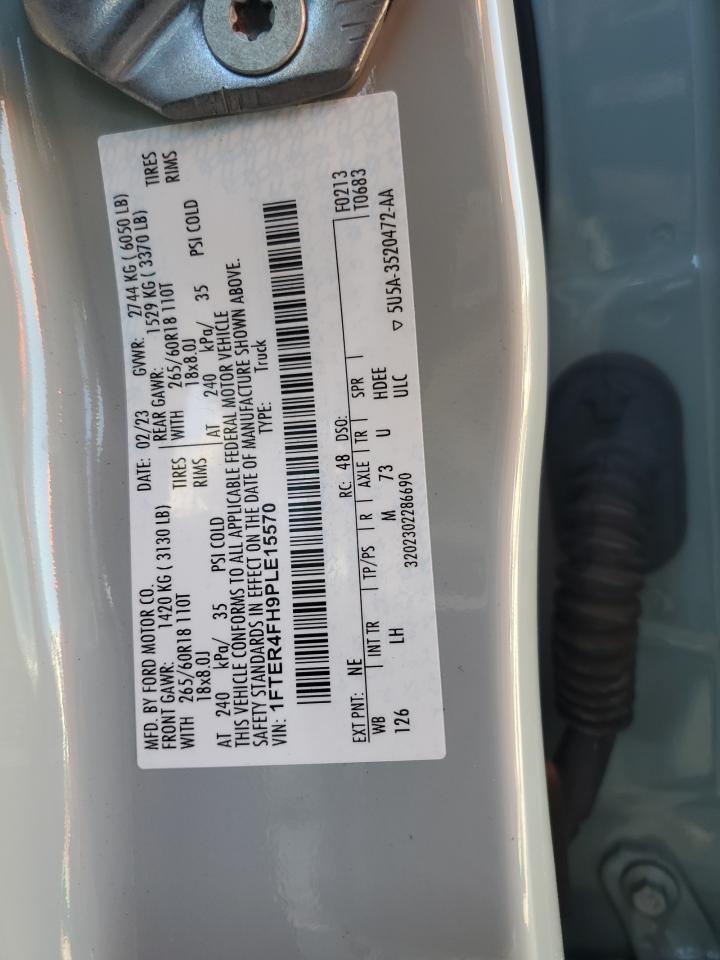 MFD. BY FORD MOTOR CO.
DATE: 02/23 GVWR: 2744 KG ( 6050 LB)
FRONT GAWR: 1420 KG ( 3130 LB) REAR GAWR: 1529 KG ( 3370 LB)
WITH 265/60R18 110T TIRES WITH 265/60R18 110T TIRES
18x8.0J RIMS 18x8.0J RIMS
AT 240 kPa/ 35 PSI COLD AT 240 kPa/ 35 PSI COLD
THIS VEHICLE CONFORMS TO ALL APPLICABLE FEDERAL MOTOR VEHICLE
SAFETY STANDARDS IN EFFECT ON THE DATE OF MANUFACTURE SHOWN ABOVE.
VIN: 1FTER4FH9PLE15570 TYPE: Truck
EXT PNT: NE RC: 48 DSO: F0213
WB INT TR TP/PS R AXLE TR SPR T0683
126 LH M 73 U HDEE
3202302286690 ULC ▽ 5U5A-3520472-AA